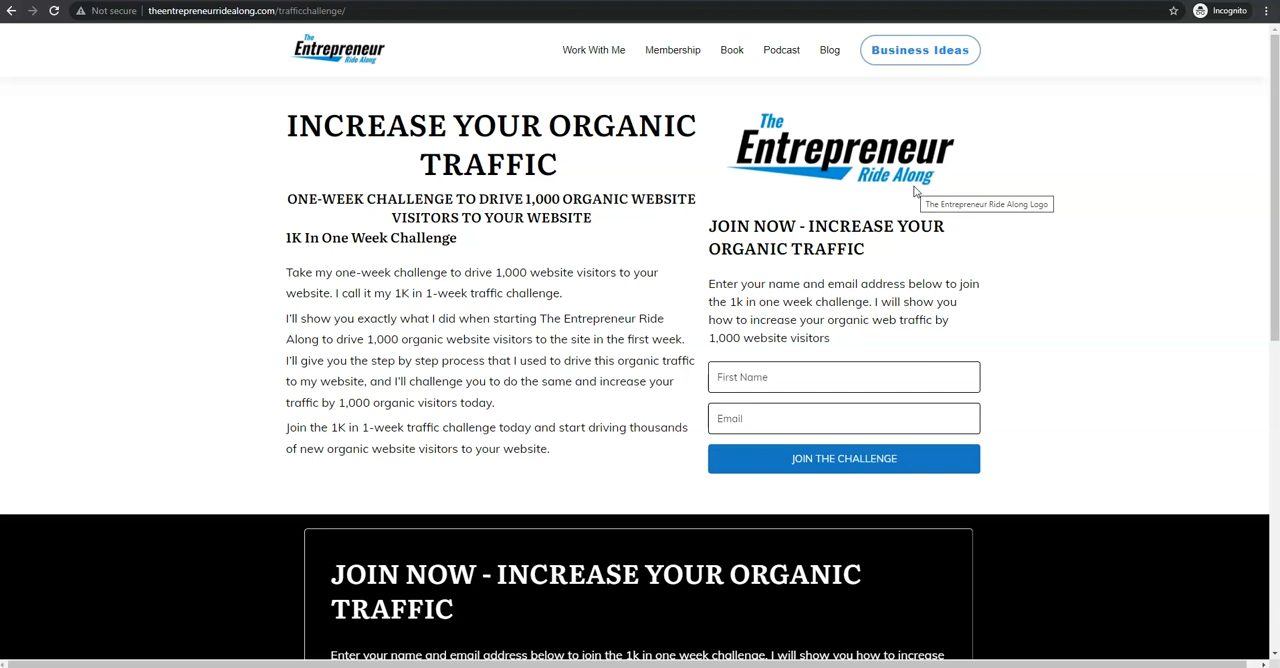 Not secure
theentrepreneurridealong.com/trafficchallenge/
Incognito
The
Entrepreneur
Ride Along
Work With Me
Membership
Book
Podcast
Blog
Business Ideas
INCREASE YOUR ORGANIC
TRAFFIC
ONE-WEEK CHALLENGE TO DRIVE 1,000 ORGANIC WEBSITE
VISITORS TO YOUR WEBSITE
1K In One Week Challenge
Take my one-week challenge to drive 1,000 website visitors to your
website. I call it my 1K in 1-week traffic challenge.
I'll show you exactly what I did when starting The Entrepreneur Ride
Along to drive 1,000 organic website visitors to the site in the first week.
I'll give you the step by step process that I used to drive this organic traffic
to my website, and I'll challenge you to do the same and increase your
traffic by 1,000 organic visitors today.
Join the 1K in 1-week traffic challenge today and start driving thousands
of new organic website visitors to your website.
The
Entrepreneur
Ride Along
The Entrepreneur Ride Along Logo
JOIN NOW - INCREASE YOUR
ORGANIC TRAFFIC
Enter your name and email address below to join
the 1k in one week challenge. I will show you
how to increase your organic web traffic by
1,000 website visitors
First Name
Email
JOIN THE CHALLENGE
JOIN NOW - INCREASE YOUR ORGANIC
TRAFFIC
Enter your name and email address below to join the 1k in one week challenge. I will show you how to increase